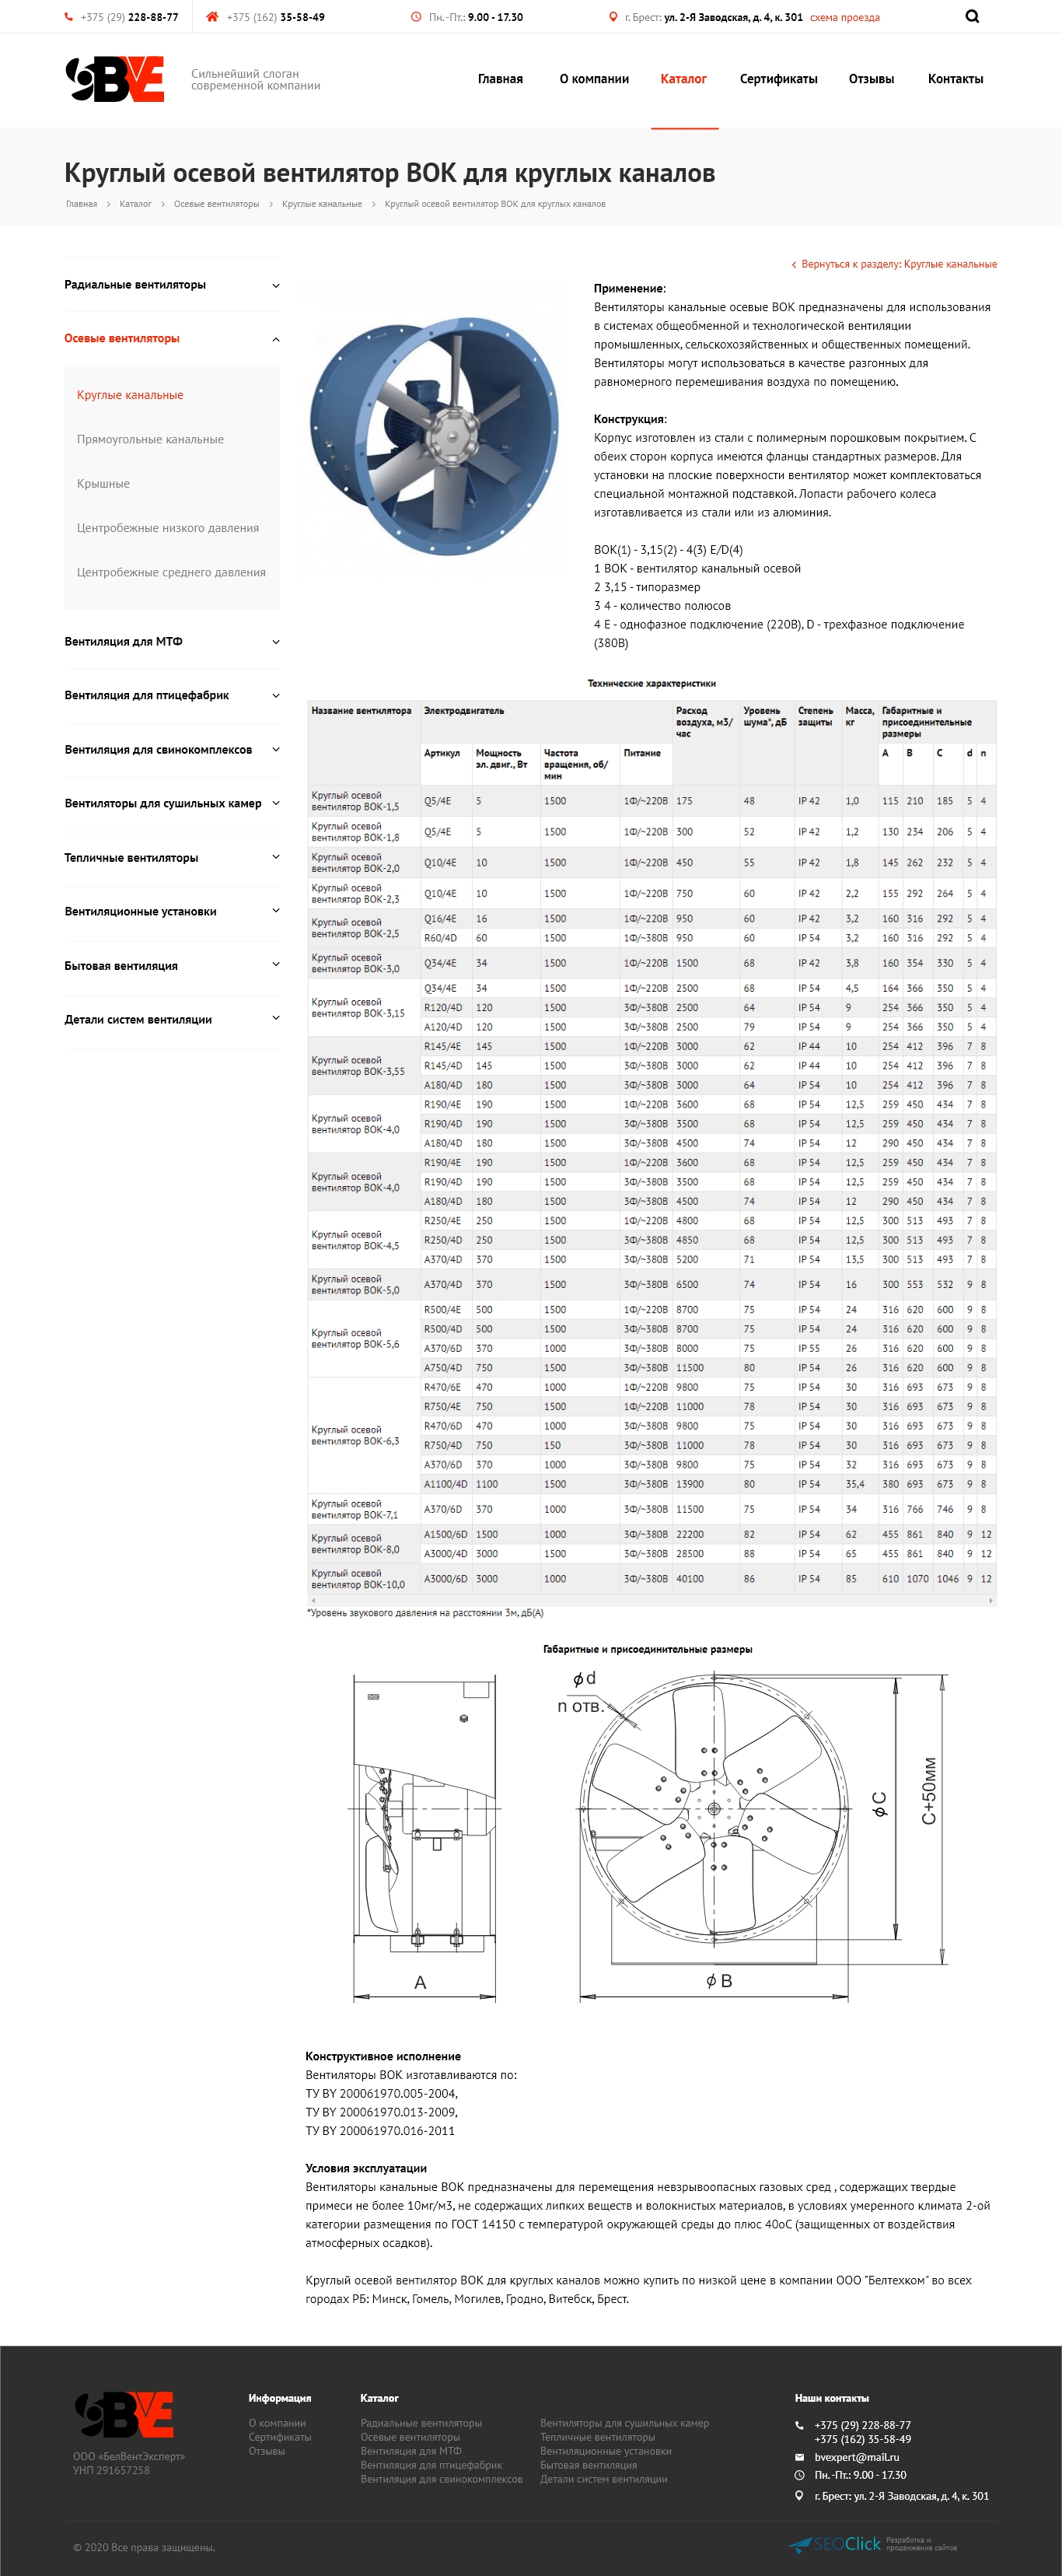 +375 (29) 228-88-77 +375 (162) 35-58-49 Пн.-Пт.: 9.00 - 17.30 г. Брест: ул. 2-Я Заводская, д. 4, к. 301 схема проезда
BVE
Сильнейший слоган
современной компании
Главная О компании Каталог Сертификаты Отзывы Контакты
Круглый осевой вентилятор ВОК для круглых каналов
Главная > Каталог > Осевые вентиляторы > Круглые канальные > Круглый осевой вентилятор ВОК для круглых каналов
Радиальные вентиляторы
Осевые вентиляторы
Круглые канальные
Прямоугольные канальные
Крышные
Центробежные низкого давления
Центробежные среднего давления
Вентиляция для МТФ
Вентиляция для птицефабрик
Вентиляция для свинокомплексов
Вентиляторы для сушильных камер
Тепличные вентиляторы
Вентиляционные установки
Бытовая вентиляция
Детали систем вентиляции
Вернуться к разделу: Круглые канальные
Применение:
Вентиляторы канальные осевые ВОК предназначены для использования
в системах общеобменной и технологической вентиляции
промышленных, сельскохозяйственных и общественных помещений.
Вентиляторы могут использоваться в качестве разгонных для
равномерного перемешивания воздуха по помещению.
Конструкция:
Корпус изготовлен из стали с полимерным порошковым покрытием. С
обеих сторон корпуса имеются фланцы стандартных размеров. Для
установки на плоские поверхности вентилятор может комплектоваться
специальной монтажной подставкой. Лопасти рабочего колеса
изготавливается из стали или из алюминия.
ВОК(1) - 3,15(2) - 4(3) E/D(4)
1 ВОК - вентилятор канальный осевой
2 3,15 - типоразмер
3 4 - количество полюсов
4 Е - однофазное подключение (220В), D - трехфазное подключение
(380В)
Технические характеристики
Название вентилятора Электродвигатель Расход воздуха, м3/час Уровень шума*, дБ Степень защиты Масса, кг Габаритные и присоединительные размеры
Артикул Мощность эл. двиг., Вт Частота вращения, об/мин Питание A B C d n
Круглый осевой вентилятор ВОК-1,5 Q5/4E 5 1500 1Ф/~220В 175 48 IP 42 1,0 115 210 185 5 4
Круглый осевой вентилятор ВОК-1,8 Q5/4E 5 1500 1Ф/~220В 300 52 IP 42 1,2 130 234 206 5 4
Круглый осевой вентилятор ВОК-2,0 Q10/4E 10 1500 1Ф/~220В 450 55 IP 42 1,8 145 262 232 5 4
Круглый осевой вентилятор ВОК-2,3 Q10/4E 10 1500 1Ф/~220В 750 60 IP 42 2,2 155 292 264 5 4
Круглый осевой вентилятор ВОК-2,5 Q16/4E 16 1500 1Ф/~220В 950 60 IP 42 3,2 160 316 292 5 4
R60/4D 60 1500 1Ф/~380В 950 60 IP 54 3,2 160 316 292 5 4
Круглый осевой вентилятор ВОК-3,0 Q34/4E 34 1500 1Ф/~220В 1500 68 IP 42 3,8 160 354 330 5 4
Круглый осевой вентилятор ВОК-3,15 Q34/4E 34 1500 1Ф/~220В 2500 68 IP 54 4,5 164 366 350 5 4
R120/4D 120 1500 3Ф/~380В 2500 64 IP 54 9 254 366 350 5 4
A120/4D 120 1500 3Ф/~380В 2500 79 IP 54 9 254 366 350 5 4
Круглый осевой вентилятор ВОК-3,55 R145/4E 145 1500 1Ф/~220В 3000 62 IP 44 10 254 412 396 7 8
R145/4D 145 1500 3Ф/~380В 3000 62 IP 44 10 254 412 396 7 8
A180/4D 180 1500 3Ф/~380В 3000 64 IP 54 10 254 412 396 7 8
Круглый осевой вентилятор ВОК-4,0 R190/4E 190 1500 1Ф/~220В 3600 68 IP 54 12,5 259 450 434 7 8
R190/4D 190 1500 3Ф/~380В 3500 68 IP 54 12,5 259 450 434 7 8
A180/4D 180 1500 3Ф/~380В 4500 74 IP 54 12 290 450 434 7 8
Круглый осевой вентилятор ВОК-4,0 R190/4E 190 1500 1Ф/~220В 3600 68 IP 54 12,5 259 450 434 7 8
R190/4D 190 1500 3Ф/~380В 3500 68 IP 54 12,5 259 450 434 7 8
A180/4D 180 1500 3Ф/~380В 4500 74 IP 54 12 290 450 434 7 8
Круглый осевой вентилятор ВОК-4,5 R250/4E 250 1500 1Ф/~220В 4800 68 IP 54 12,5 300 513 493 7 8
R250/4D 250 1500 3Ф/~380В 4850 68 IP 54 12,5 300 513 493 7 8
A370/4D 370 1500 3Ф/~380В 5200 71 IP 54 13,5 300 513 493 7 8
Круглый осевой вентилятор ВОК-5,0 A370/4D 370 1500 3Ф/~380В 6500 74 IP 54 16 300 553 532 9 8
Круглый осевой вентилятор ВОК-5,6 R500/4E 500 1500 1Ф/~220В 8700 75 IP 54 24 316 620 600 9 8
R500/4D 500 1500 3Ф/~380В 8700 75 IP 54 24 316 620 600 9 8
A370/6D 370 1000 3Ф/~380В 8000 75 IP 55 26 316 620 600 9 8
A750/4D 750 1500 3Ф/~380В 11500 80 IP 54 26 316 620 600 9 8
Круглый осевой вентилятор ВОК-6,3 R470/6E 470 1000 1Ф/~220В 9800 75 IP 54 30 316 693 673 9 8
R750/4E 750 1500 1Ф/~220В 11000 78 IP 54 30 316 693 673 9 8
R470/6D 470 1000 3Ф/~380В 9800 75 IP 54 30 316 693 673 9 8
R750/4D 750 150 3Ф/~380В 11000 78 IP 54 30 316 693 673 9 8
A370/6D 370 1000 3Ф/~380В 9800 75 IP 54 32 316 693 673 9 8
A1100/4D 1100 1500 3Ф/~380В 13900 80 IP 54 35,4 380 693 673 9 8
Круглый осевой вентилятор ВОК-7,1 A370/6D 370 1000 3Ф/~380В 11500 75 IP 54 34 316 766 746 9 8
Круглый осевой вентилятор ВОК-8,0 A1500/6D 1500 1000 3Ф/~380В 22200 82 IP 54 62 455 861 840 9 12
A3000/4D 3000 1500 3Ф/~380В 28500 88 IP 54 65 455 861 840 9 12
Круглый осевой вентилятор ВОК-10,0 A3000/6D 3000 1000 3Ф/~380В 40100 86 IP 54 85 610 1070 1046 9 12
*Уровень звукового давления на расстоянии 3м, дБ(А)
Габаритные и присоединительные размеры
ϕ d
n отв.
ϕ C
C+50мм
A
ϕ B
Конструктивное исполнение
Вентиляторы ВОК изготавливаются по:
ТУ BY 200061970.005-2004,
ТУ BY 200061970.013-2009,
ТУ BY 200061970.016-2011
Условия эксплуатации
Вентиляторы канальные ВОК предназначены для перемещения невзрывоопасных газовых сред , содержащих твердые
примеси не более 10мг/м3, не содержащих липких веществ и волокнистых материалов, в условиях умеренного климата 2-ой
категории размещения по ГОСТ 14150 с температурой окружающей среды до плюс 40оС (защищенных от воздействия
атмосферных осадков).
Круглый осевой вентилятор ВОК для круглых каналов можно купить по низкой цене в компании ООО "Белтехком" во всех
городах РБ: Минск, Гомель, Могилев, Гродно, Витебск, Брест.
BVE
ООО «БелВентЭксперт»
УНП 291657258
Информация
О компании
Сертификаты
Отзывы
Каталог
Радиальные вентиляторы
Осевые вентиляторы
Вентиляция для МТФ
Вентиляция для птицефабрик
Вентиляция для свинокомплексов
Вентиляторы для сушильных камер
Тепличные вентиляторы
Вентиляционные установки
Бытовая вентиляция
Детали систем вентиляции
Наши контакты
+375 (29) 228-88-77
+375 (162) 35-58-49
bvexpert@mail.ru
Пн.-Пт.: 9.00 - 17.30
г. Брест: ул. 2-Я Заводская, д. 4, к. 301
© 2020 Все права защищены.
SEOClick Разработка и
продвижение сайтов